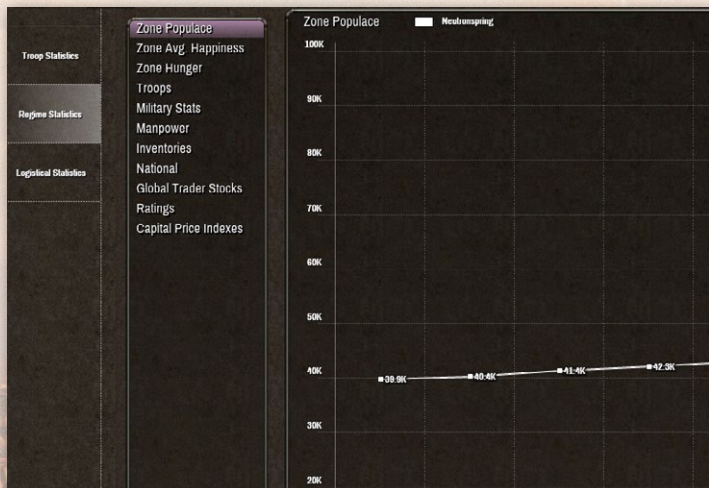 Troop Statistics
Regime Statistics
Logistical Statistics
Zone Populace
Zone Avg. Happiness
Zone Hunger
Troops
Military Stats
Manpower
Inventories
National
Global Trader Stocks
Ratings
Capital Price Indexes
Zone Populace
Neutronspring
100K
90K
80K
70K
60K
50K
40K
30K
20K
39.9K
40.4K
41.4K
42.3K